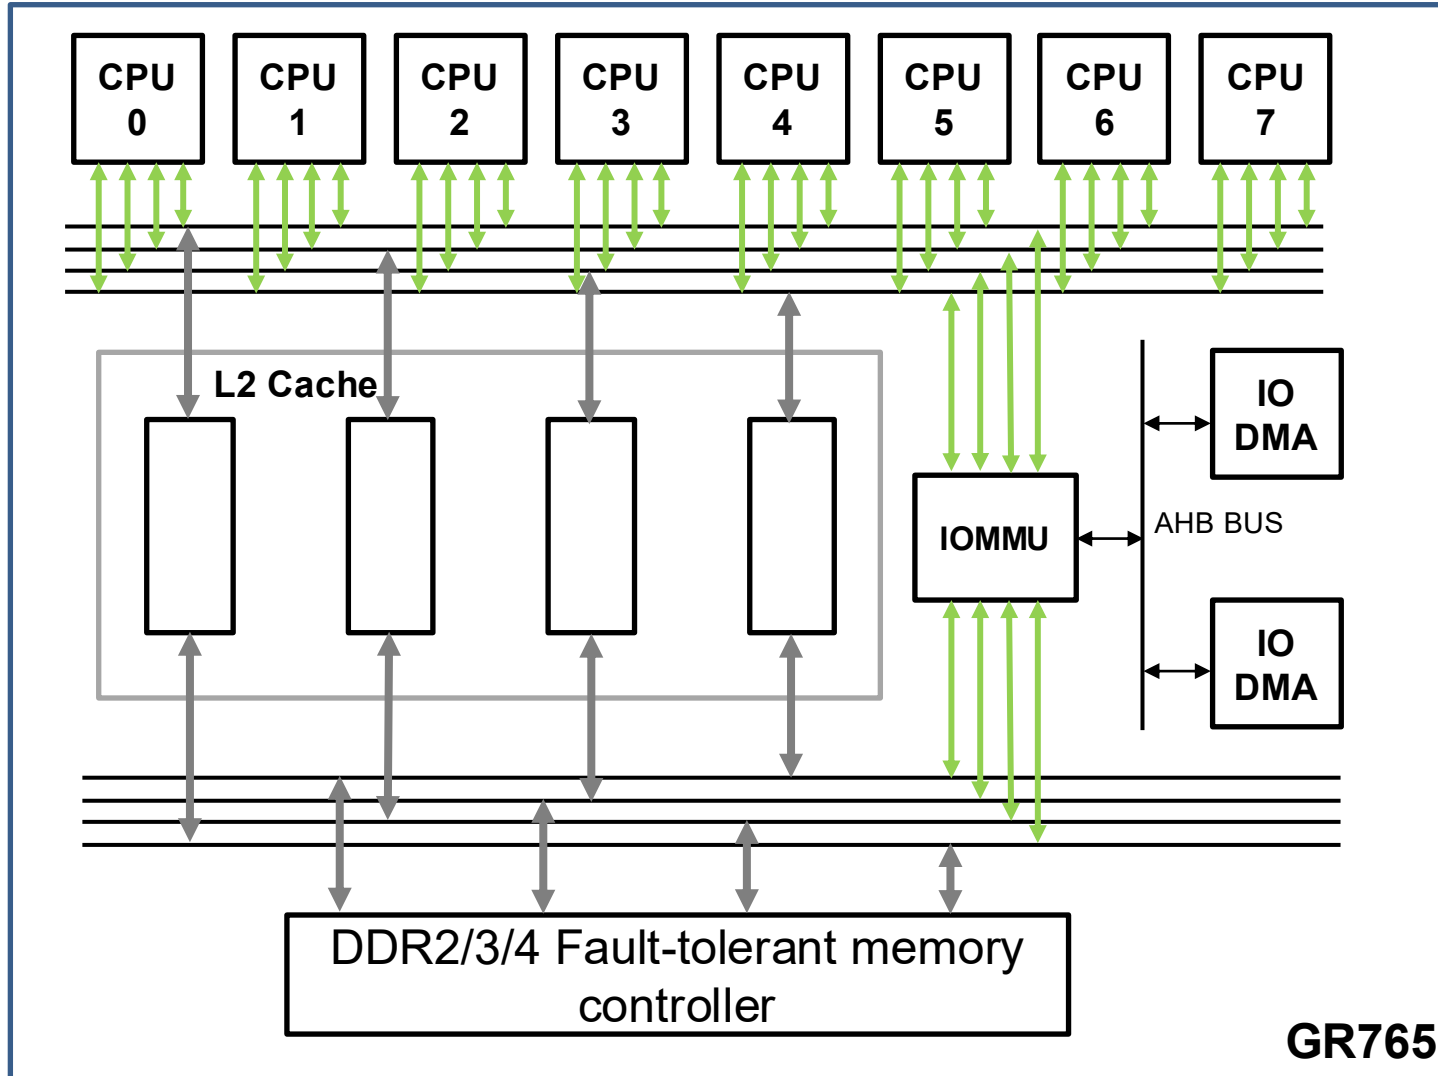 CPU
0
CPU
1
CPU
2
CPU
3
CPU
4
CPU
5
CPU
6
CPU
7
L2 Cache
IO
DMA
IOMMU
AHB BUS
IO
DMA
DDR2/3/4 Fault-tolerant memory
controller
GR765